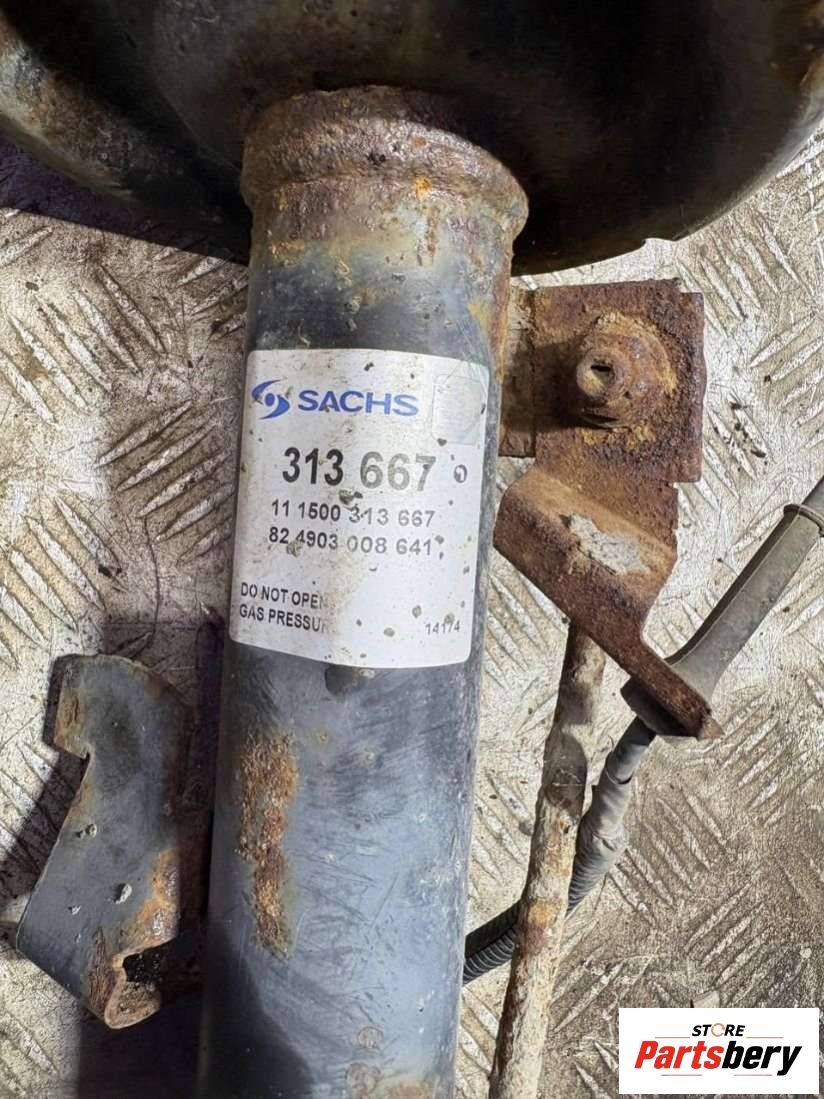 SACHS
313 667
11 1500 313 667
82 4903 008 641
DO NOT OPEN
GAS PRESSUR
14174
STORE
Partsbery